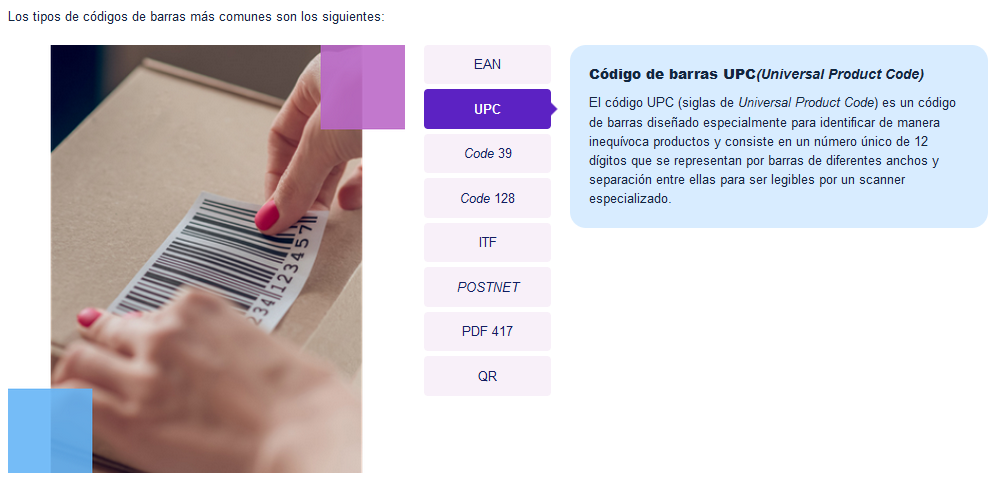 Los tipos de códigos de barras más comunes son los siguientes:
234 123457
EAN
UPC
Code 39
Code 128
ITF
POSTNET
PDF 417
QR
Código de barras UPC(Universal Product Code)
El código UPC (siglas de Universal Product Code) es un código
de barras diseñado especialmente para identificar de manera
inequívoca productos y consiste en un número único de 12
dígitos que se representan por barras de diferentes anchos y
separación entre ellas para ser legibles por un scanner
especializado.